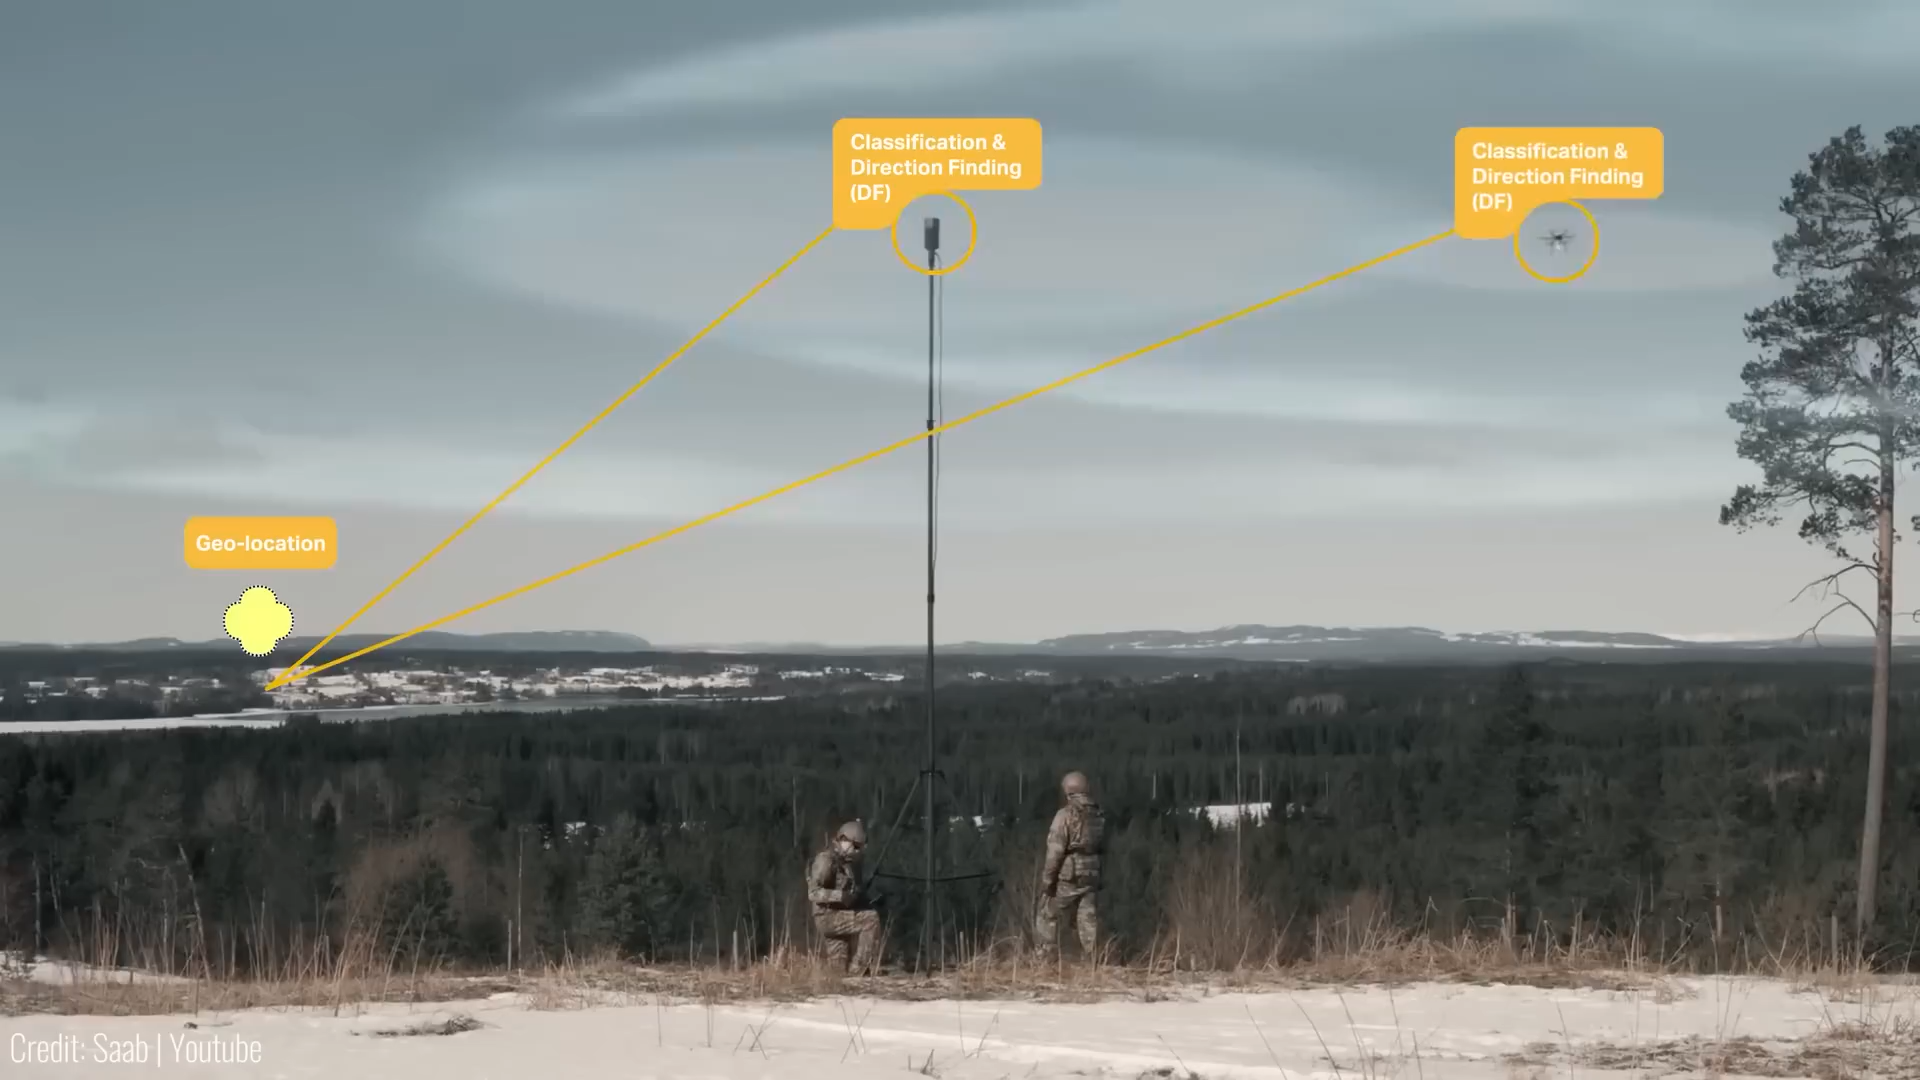 Classification &
Direction Finding
(DF)
Classification &
Direction Finding
(DF)
Geo-location
Credit: Saab | Youtube